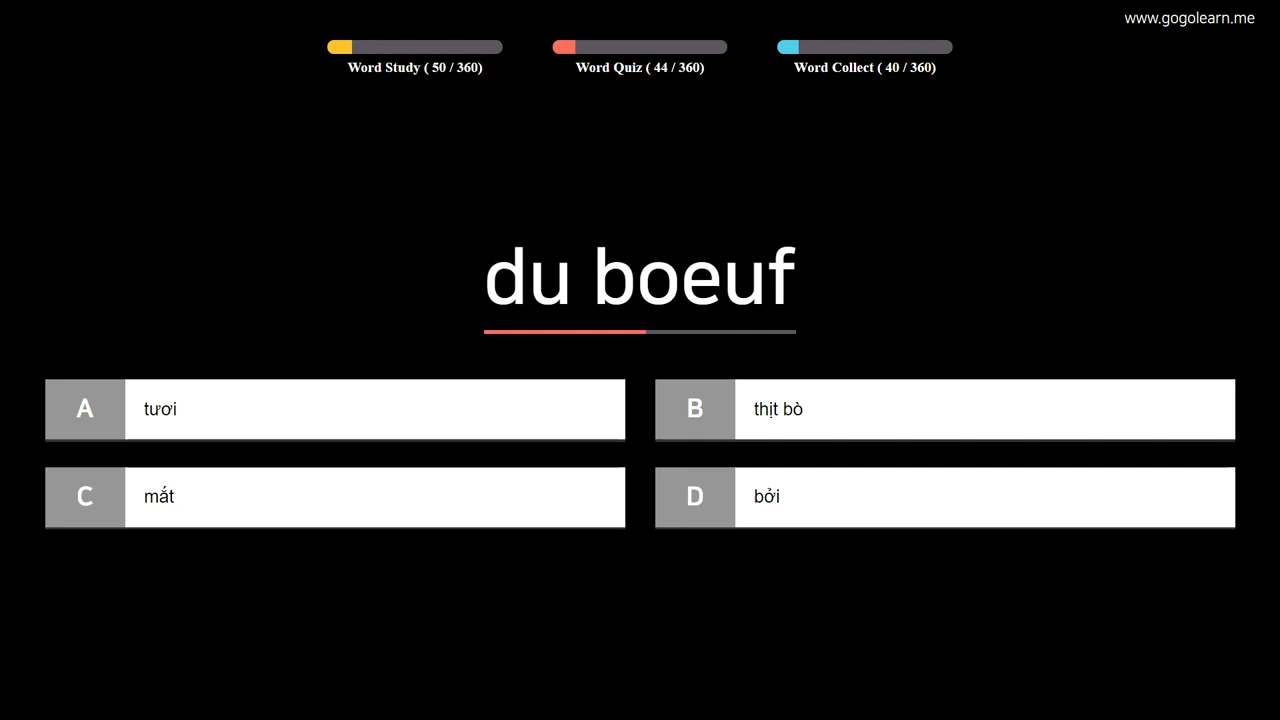 www.gogolearn.me
Word Study ( 50 / 360)
Word Quiz ( 44 / 360)
Word Collect ( 40 / 360)
du boeuf
A
tươi
B
thịt bò
C
mắt
D
bởi